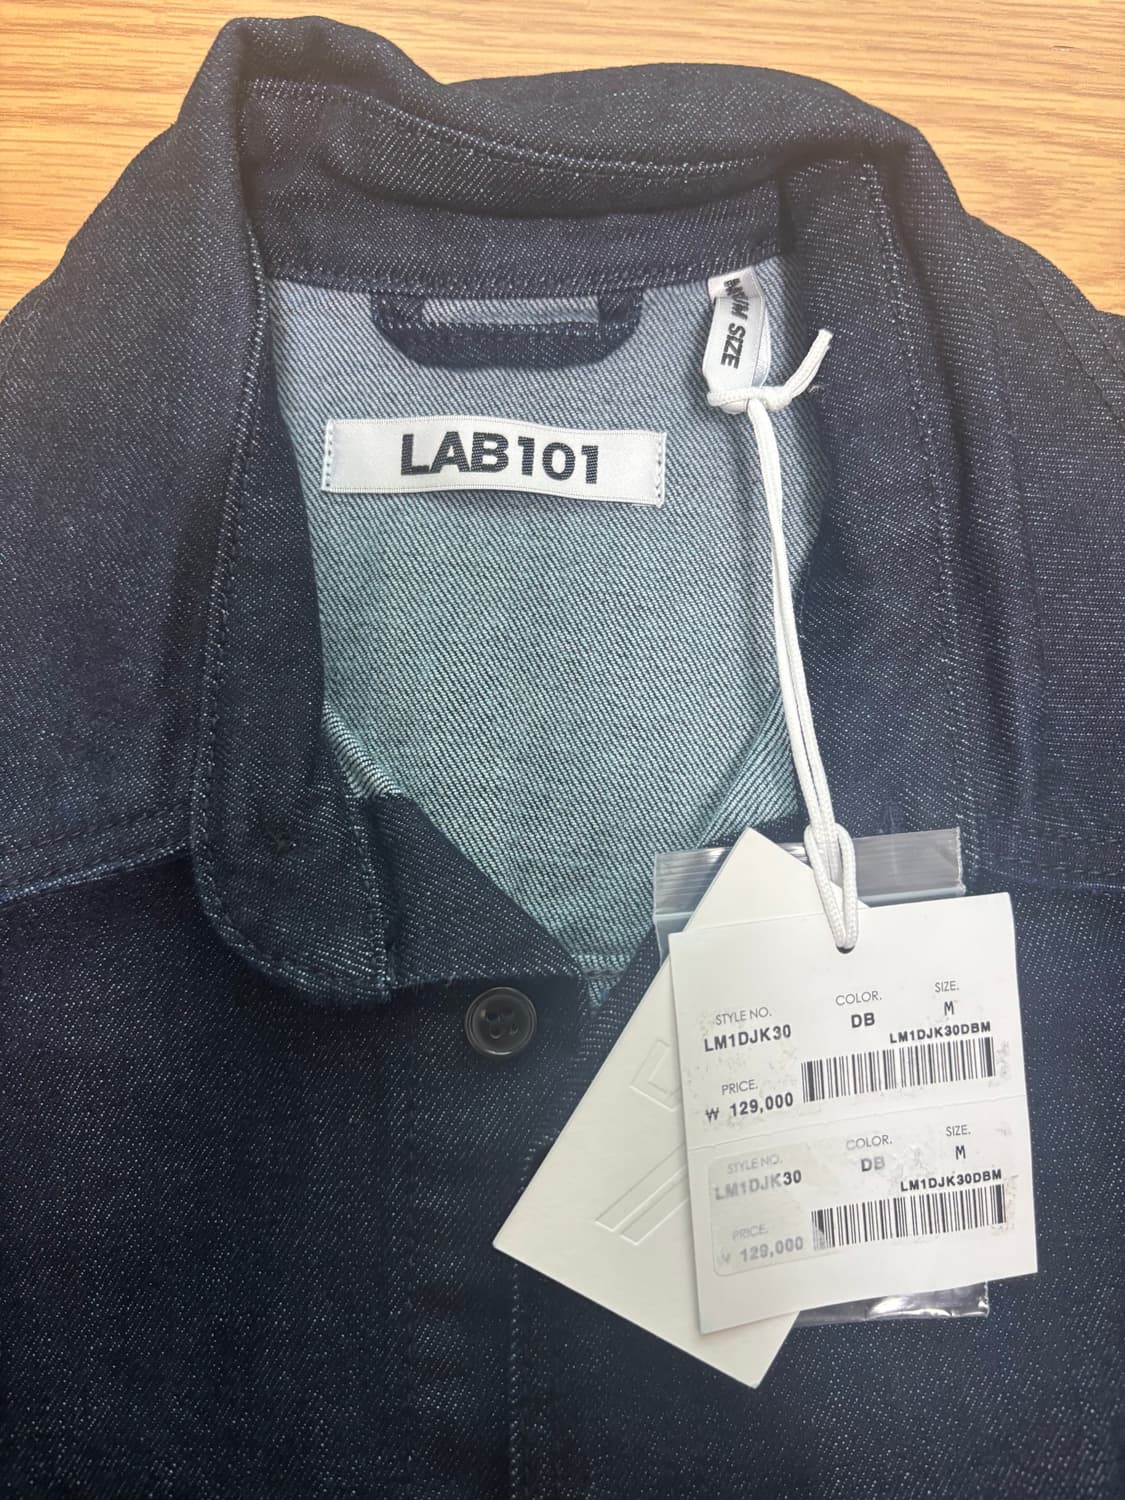 M SIZE
LAB101
STYLE NO. COLOR. SIZE.
LM1DJK30 DB M
LM1DJK30DBM
PRICE.
₩ 129,000
STYLE NO. COLOR. SIZE.
LM1DJK30 DB M
LM1DJK30DBM
PRICE.
₩ 129,000